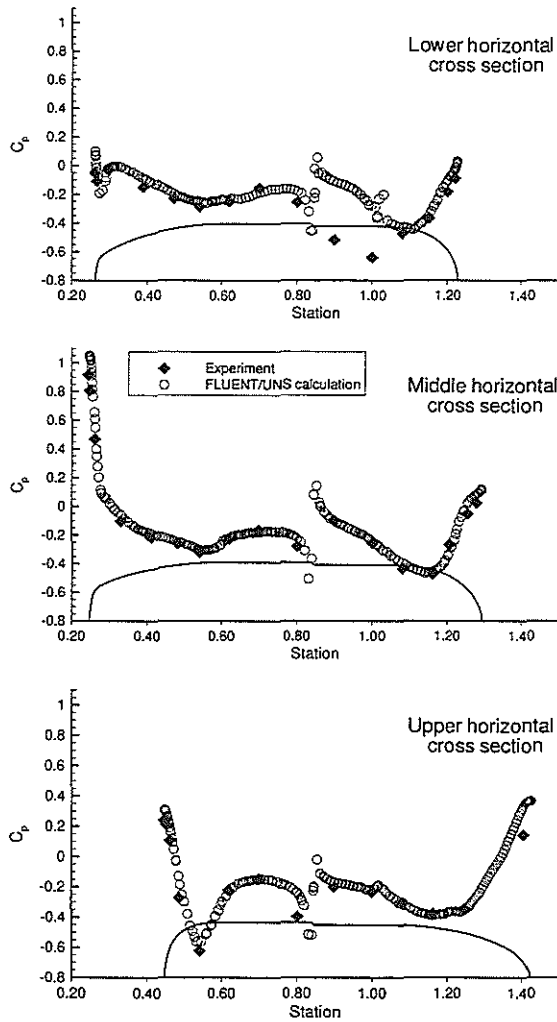 Lower horizontal
cross section
1
0.8
0.6
0.4
0.2
0
-0.2
-0.4
-0.6
-0.8
Cp
0.20 0.40 0.60 0.80 1.00 1.20 1.40
Station
Experiment
FLUENT/UNS calculation
Middle horizontal
cross section
1
0.8
0.6
0.4
0.2
0
-0.2
-0.4
-0.6
-0.8
Cp
0.20 0.40 0.60 0.80 1.00 1.20 1.40
Station
Upper horizontal
cross section
1
0.8
0.6
0.4
0.2
0
-0.2
-0.4
-0.6
-0.8
Cp
0.20 0.40 0.60 0.80 1.00 1.20 1.40
Station